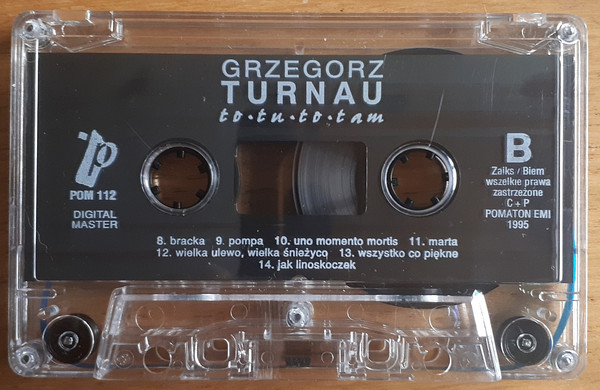 GRZEGORZ
TURNAU
to·tu·to·tam
POM 112
DIGITAL
MASTER
B
Zaiks / Biem
wszelkie prawa
zastrzeżone
C + P
POMATON EMI
1995
8. bracka 9. pompa 10. uno momento mortis 11. marta
12. wielka ulewo, wielka śnieżyco 13. wszystko co piękne
14. jak linoskoczek